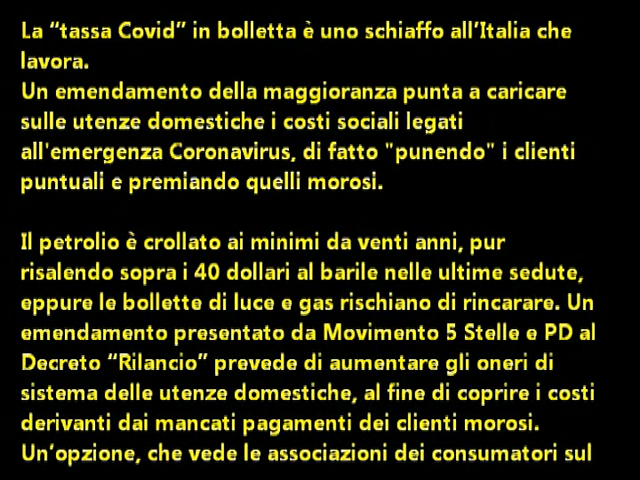 La “tassa Covid” in bolletta è uno schiaffo all’Italia che
lavora.
Un emendamento della maggioranza punta a caricare
sulle utenze domestiche i costi sociali legati
all'emergenza Coronavirus, di fatto "punendo" i clienti
puntuali e premiando quelli morosi.
Il petrolio è crollato ai minimi da venti anni, pur
risalendo sopra i 40 dollari al barile nelle ultime sedute,
eppure le bollette di luce e gas rischiano di rincarare. Un
emendamento presentato da Movimento 5 Stelle e PD al
Decreto “Rilancio” prevede di aumentare gli oneri di
sistema delle utenze domestiche, al fine di coprire i costi
derivanti dai mancati pagamenti dei clienti morosi.
Un’opzione, che vede le associazioni dei consumatori sul